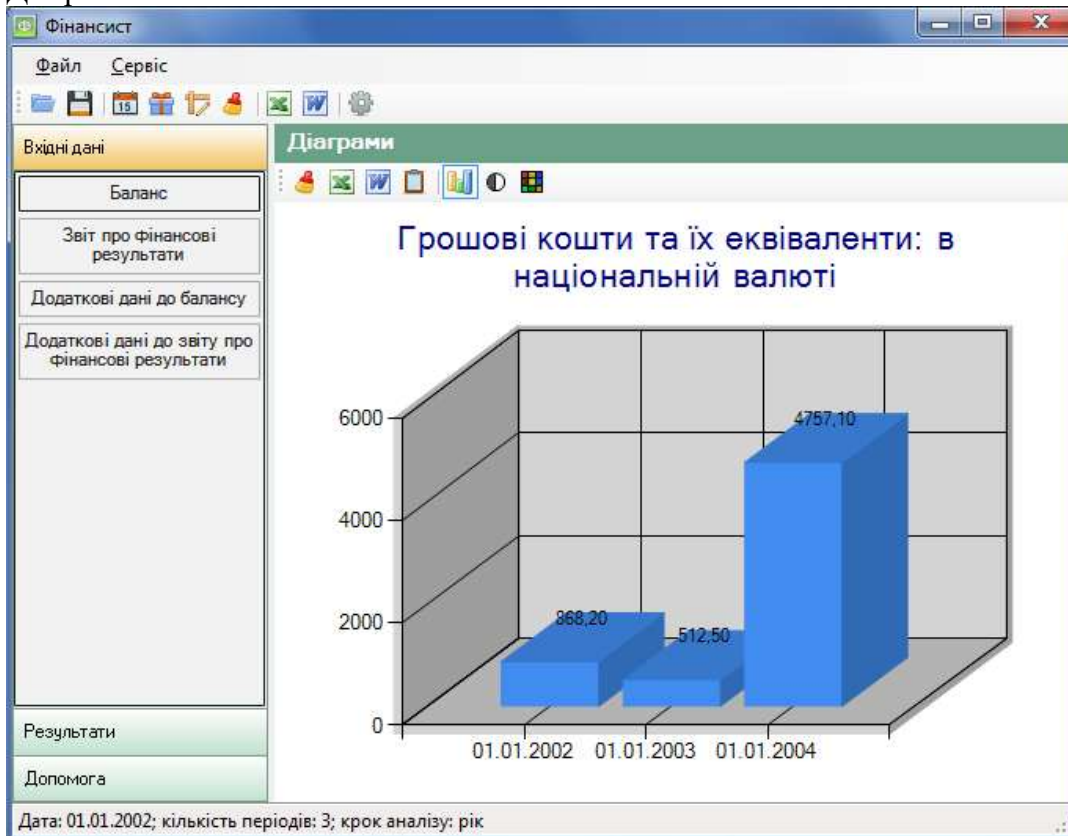 Фінансист
Файл Сервіс
15
Вхідні дані
Баланс
Звіт про фінансові
результати
Додаткові дані до балансу
Додаткові дані до звіту про
фінансові результати
Результати
Допомога
Діаграми
Грошові кошти та їх еквіваленти: в
національній валюті
6000
4000
2000
0
868,20
512,50
4757,10
01.01.2002 01.01.2003 01.01.2004
Дата: 01.01.2002; кількість періодів: 3; крок аналізу: рік